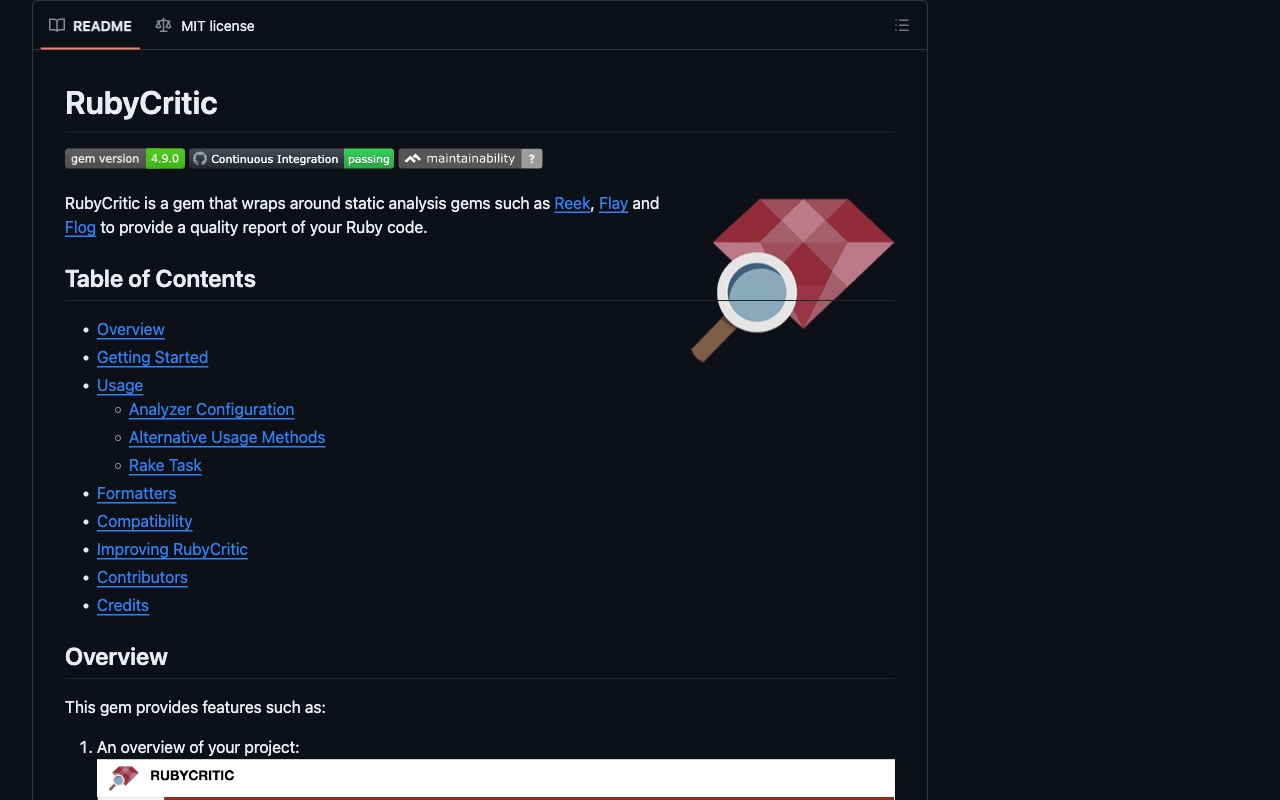 README MIT license
RubyCritic
gem version 4.9.0 Continuous Integration passing maintainability ?
RubyCritic is a gem that wraps around static analysis gems such as Reek, Flay and
Flog to provide a quality report of your Ruby code.
Table of Contents
• Overview
• Getting Started
• Usage
◦ Analyzer Configuration
◦ Alternative Usage Methods
◦ Rake Task
• Formatters
• Compatibility
• Improving RubyCritic
• Contributors
• Credits
Overview
This gem provides features such as:
1. An overview of your project:
RUBYCRITIC